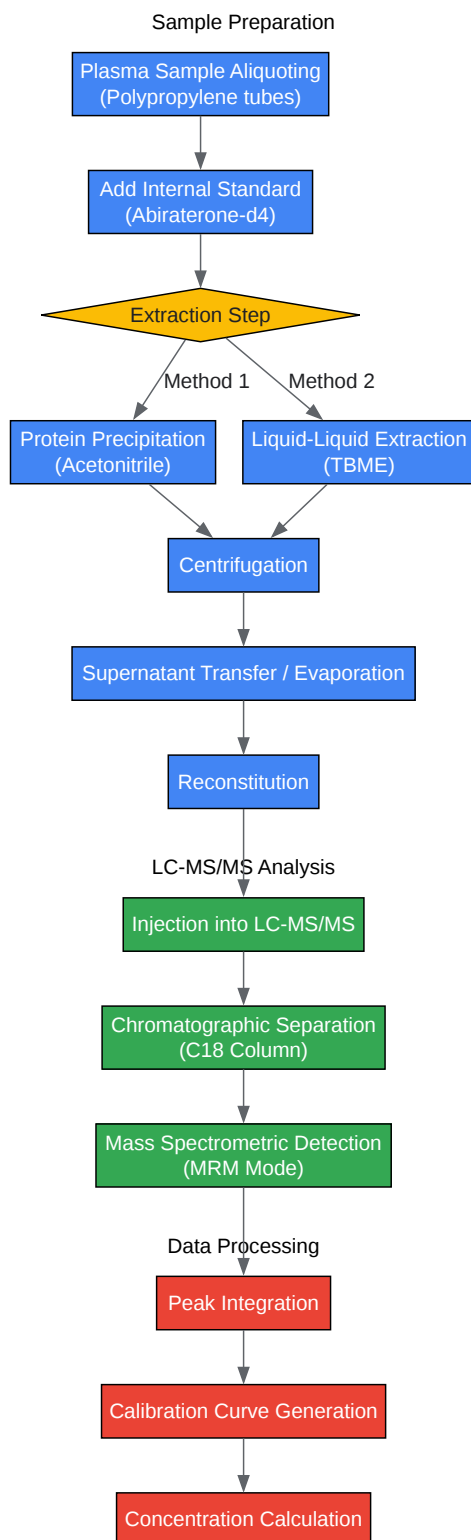 Sample Preparation
Plasma Sample Aliquoting
(Polypropylene tubes)
Add Internal Standard
(Abiraterone-d4)
Extraction Step
Method 1
Method 2
Protein Precipitation
(Acetonitrile)
Liquid-Liquid Extraction
(TBME)
Centrifugation
Supernatant Transfer / Evaporation
Reconstitution
LC-MS/MS Analysis
Injection into LC-MS/MS
Chromatographic Separation
(C18 Column)
Mass Spectrometric Detection
(MRM Mode)
Data Processing
Peak Integration
Calibration Curve Generation
Concentration Calculation